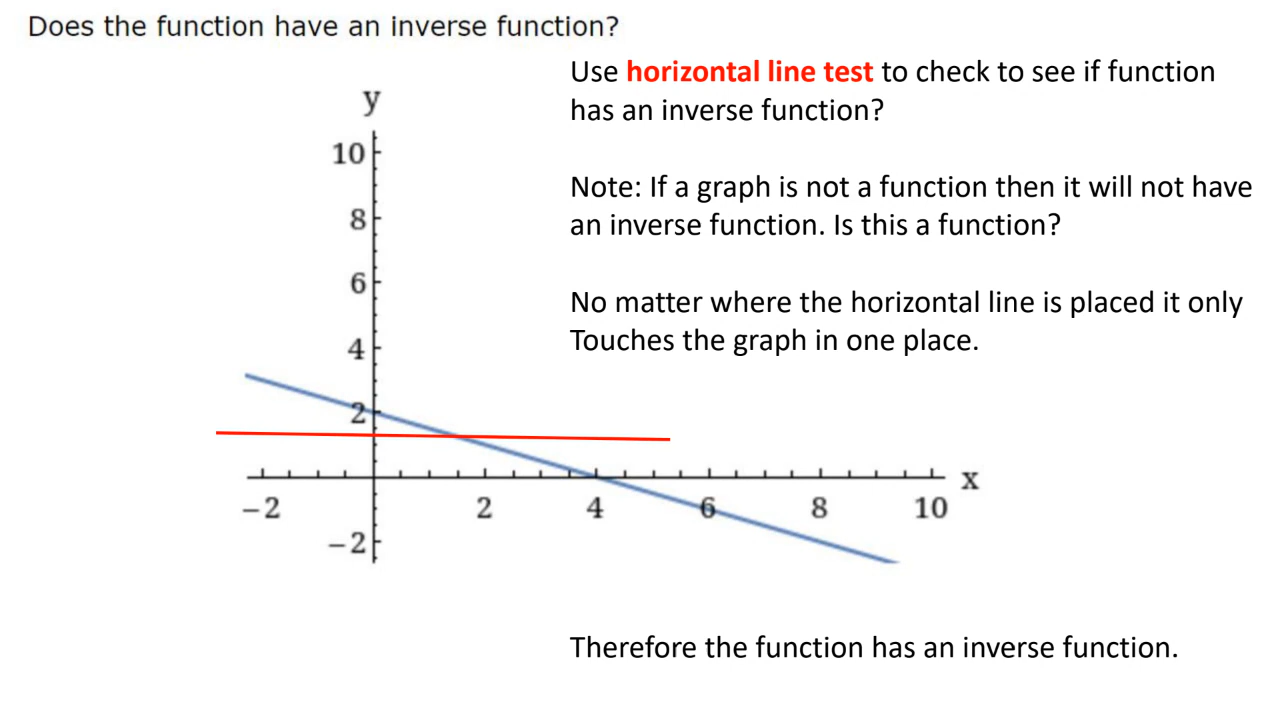 Does the function have an inverse function?
Use horizontal line test to check to see if function
has an inverse function?
Note: If a graph is not a function then it will not have
an inverse function. Is this a function?
No matter where the horizontal line is placed it only
Touches the graph in one place.
y
10
8
6
4
2
x
−2 2 4 6 8 10
−2
Therefore the function has an inverse function.